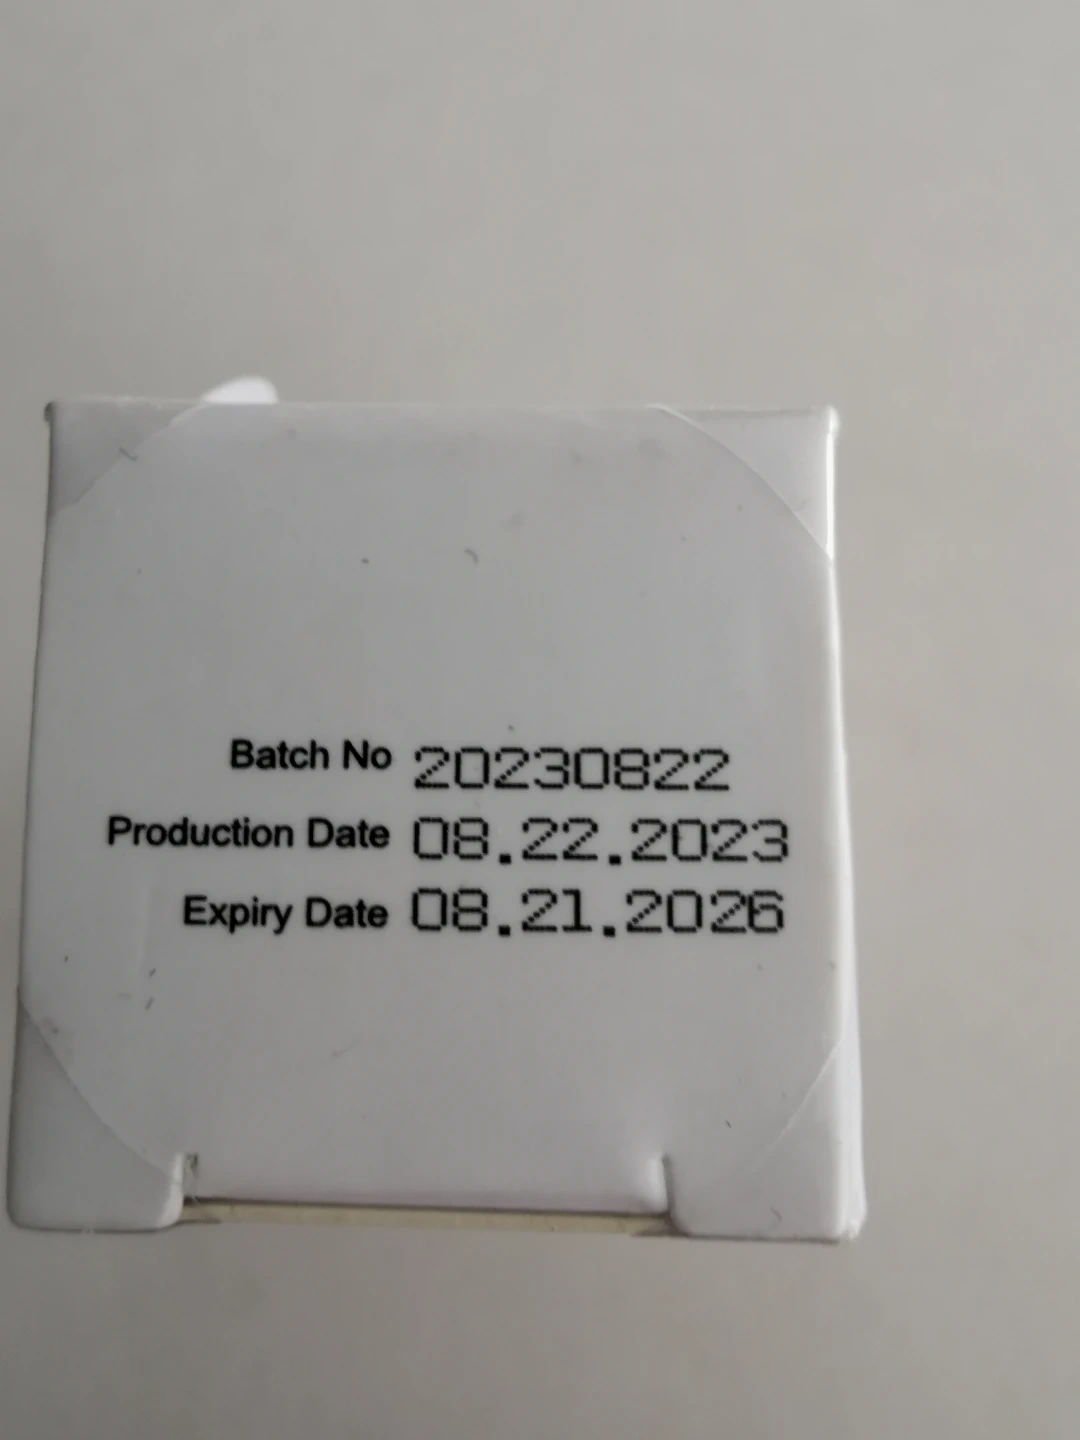 Batch No 20230822
Production Date 08.22.2023
Expiry Date 08.21.2026